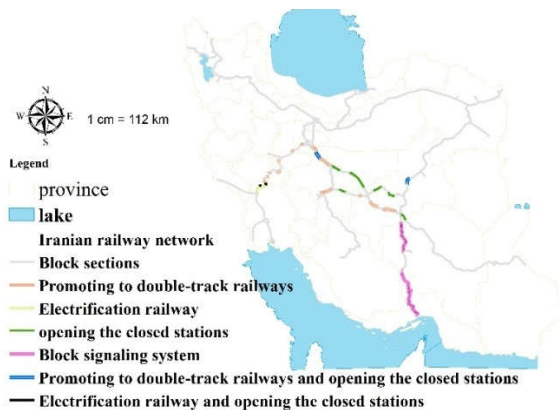 N
W E
S
1 cm = 112 km
Legend
province
lake
Iranian railway network
Block sections
Promoting to double-track railways
Electrification railway
opening the closed stations
Block signaling system
Promoting to double-track railways and opening the closed stations
Electrification railway and opening the closed stations